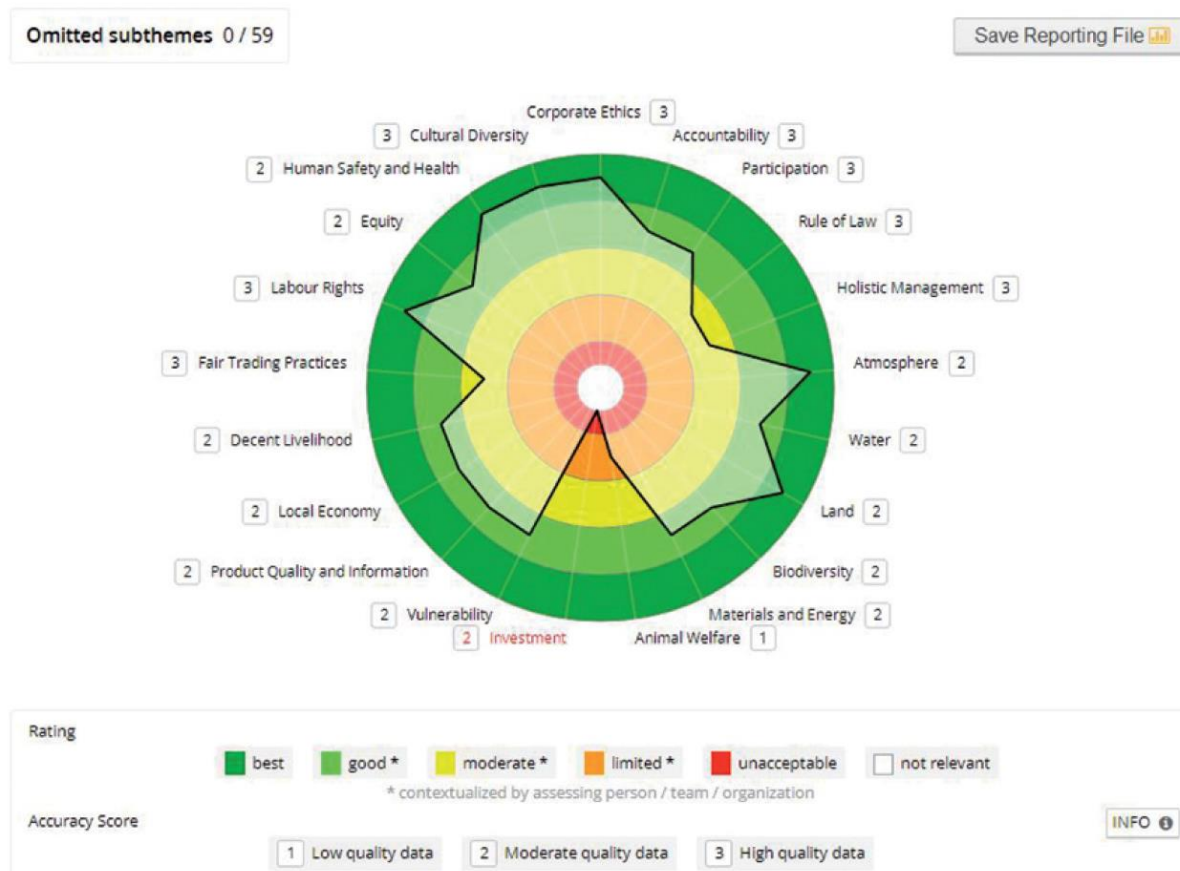 Omitted subthemes 0 / 59
Save Reporting File
Corporate Ethics 3
3 Cultural Diversity
Accountability 3
2 Human Safety and Health
Participation 3
2 Equity
Rule of Law 3
3 Labour Rights
Holistic Management 3
3 Fair Trading Practices
Atmosphere 2
2 Decent Livelihood
Water 2
2 Local Economy
Land 2
2 Product Quality and Information
Biodiversity 2
2 Vulnerability
Materials and Energy 2
2 Investment
Animal Welfare 1
Rating
best
good *
moderate *
limited *
unacceptable
not relevant
* contextualized by assessing person / team / organization
Accuracy Score
INFO
1 Low quality data
2 Moderate quality data
3 High quality data